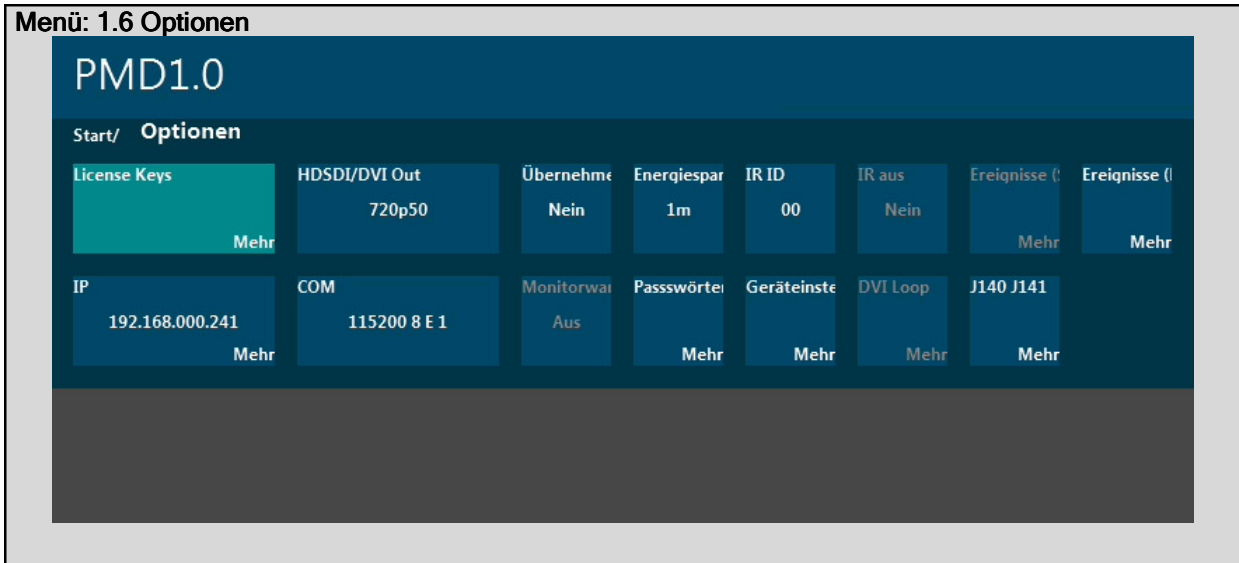 Menü: 1.6 Optionen
PMD1.0
Start/ Optionen
License Keys
Mehr
HDSDI/DVI Out
720p50
Übernehme
Nein
Energiespar
1m
IR ID
00
IR aus
Nein
Ereignisse (
Mehr
Ereignisse (
Mehr
IP
192.168.000.241
Mehr
COM
115200 8 E 1
Monitorwar
Aus
Passswörter
Mehr
Geräteinste
Mehr
DVI Loop
Mehr
J140 J141
Mehr